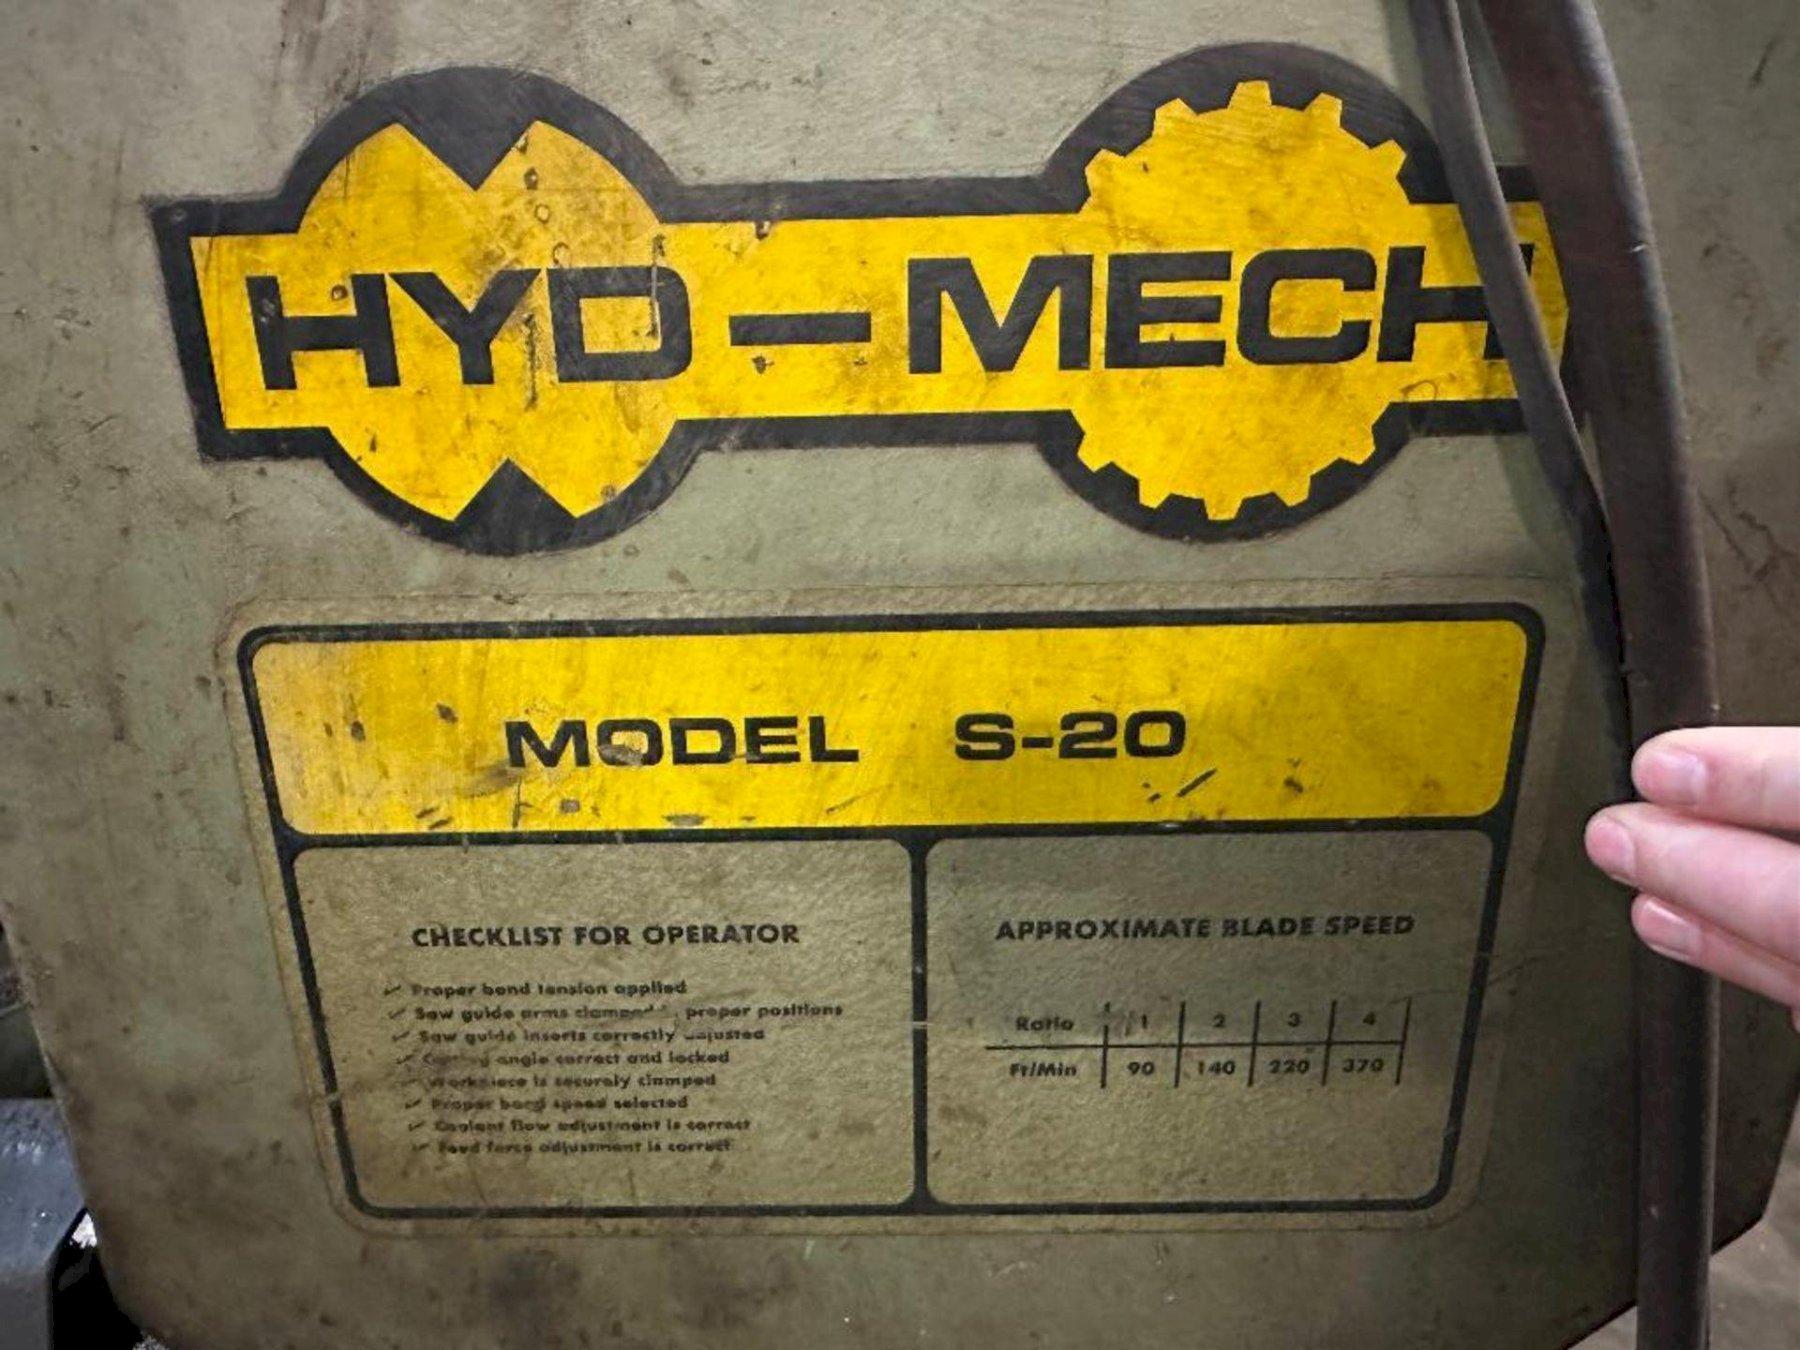 HYD-MECH
MODEL S-20
CHECKLIST FOR OPERATOR
✓ Proper band tension applied
✓ Saw guide arms clamped proper positions
✓ Saw guide inserts correctly adjusted
✓ Cutting angle correct and locked
✓ Workpiece is securely clamped
✓ Proper band speed selected
✓ Coolant flow adjustment is correct
✓ Feed force adjustment is correct
APPROXIMATE BLADE SPEED
Ratio 1 2 3 4
Ft/Min 90 140 220 370